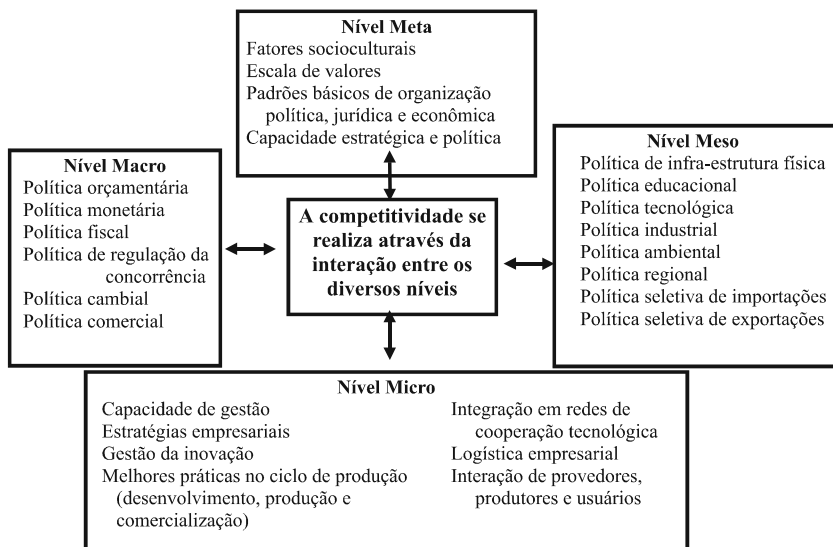 Nível Meta
Fatores socioculturais
Escala de valores
Padrões básicos de organização
política, jurídica e econômica
Capacidade estratégica e política
Nível Macro
Política orçamentária
Política monetária
Política fiscal
Política de regulação da
concorrência
Política cambial
Política comercial
A competitividade se
realiza através da
interação entre os
diversos níveis
Nível Meso
Política de infra-estrutura física
Política educacional
Política tecnológica
Política industrial
Política ambiental
Política regional
Política seletiva de importações
Política seletiva de exportações
Nível Micro
Capacidade de gestão
Estratégias empresariais
Gestão da inovação
Melhores práticas no ciclo de produção
(desenvolvimento, produção e
comercialização)
Integração em redes de
cooperação tecnológica
Logística empresarial
Interação de provedores,
produtores e usuários